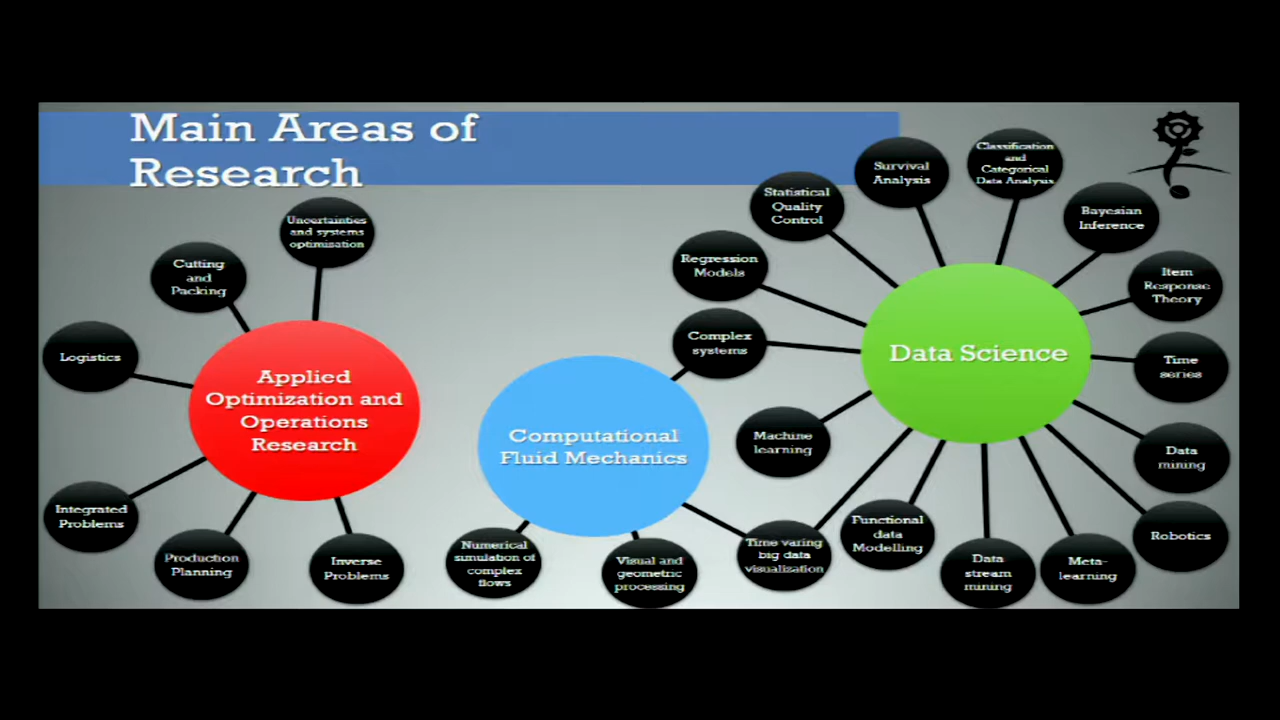 Main Areas of
Research
Uncertainties
and systems
optimisation
Cutting
and
Packing
Logistics
Applied
Optimization and
Operations
Research
Integrated
Problems
Production
Planning
Inverse
Problems
Computational
Fluid Mechanics
Numerical
simulation of
complex
flows
Visual and
geometric
processing
Time varing
big data
visualization
Complex
systems
Data Science
Machine
learning
Regression
Models
Statistical
Quality
Control
Survival
Analysis
Classification
and
Categorical
Data Analysis
Bayesian
Inference
Item
Response
Theory
Time
series
Data
mining
Robotics
Meta-
learning
Data
stream
mining
Functional
data
Modelling